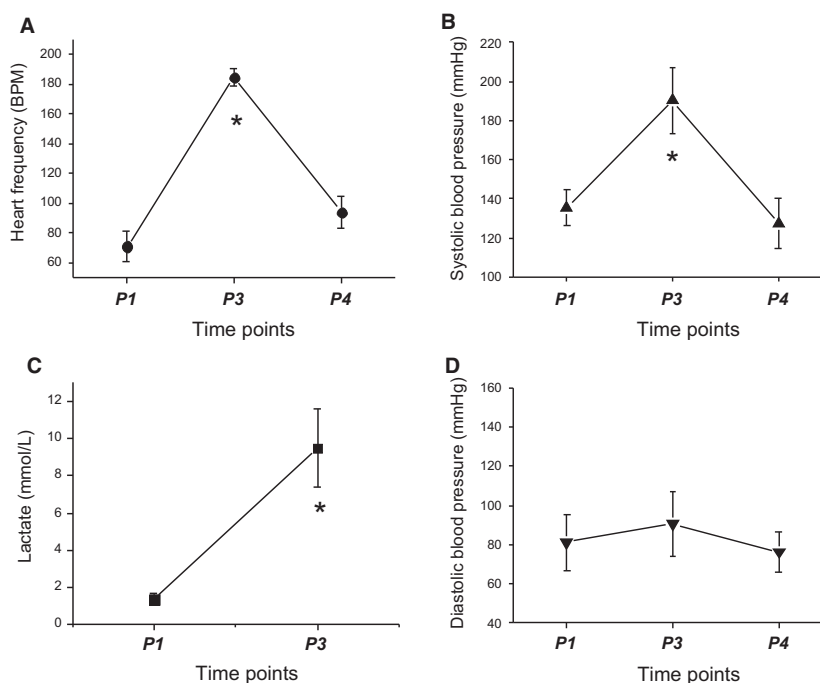 A
Heart frequency (BPM)
200
180
160
140
120
100
80
60
*
P1
P3
P4
Time points
B
Systolic blood pressure (mmHg)
220
200
180
160
140
120
100
*
P1
P3
P4
Time points
C
Lactate (mmol/L)
12
10
8
6
4
2
0
*
P1
P3
Time points
D
Diastolic blood pressure (mmHg)
160
140
120
100
80
60
40
P1
P3
P4
Time points